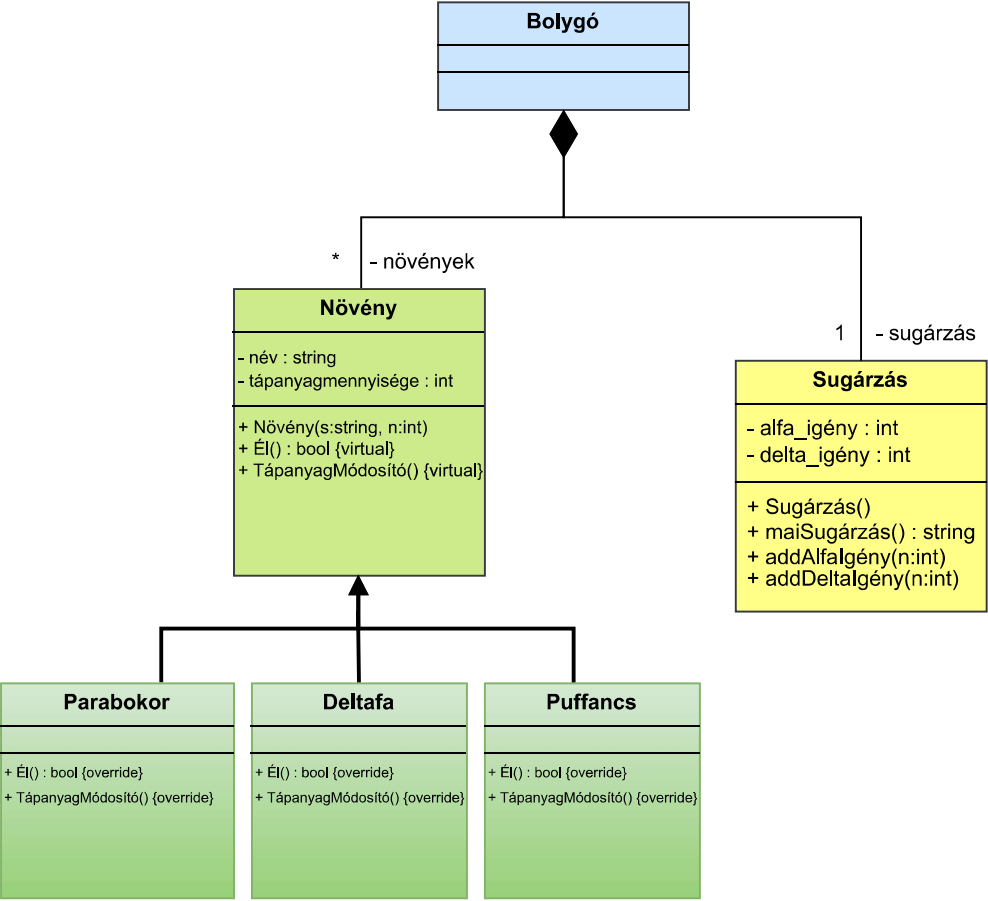 Bolygó
*
- növények
1
- sugárzás
Növény
- név : string
- tápanyagmennyisége : int
+ Növény(s:string, n:int)
+ Él() : bool {virtual}
+ TápanyagMódosító() {virtual}
Sugárzás
- alfa_igény : int
- delta_igény : int
+ Sugárzás()
+ maiSugárzás() : string
+ addAlfaIgény(n:int)
+ addDeltaIgény(n:int)
Parabokor
+ Él() : bool {override}
+ TápanyagMódosító() {override}
Deltafa
+ Él() : bool {override}
+ TápanyagMódosító() {override}
Puffancs
+ Él() : bool {override}
+ TápanyagMódosító() {override}